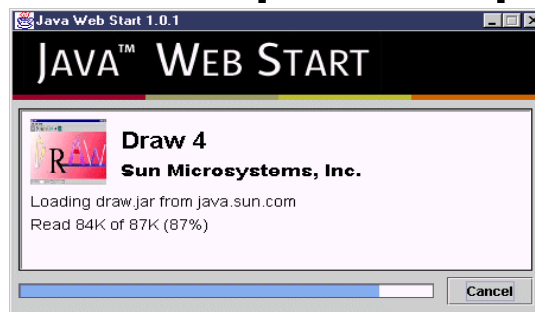 Java Web Start 1.0.1
JAVA™ WEB START
DRAW
Draw 4
Sun Microsystems, Inc.
Loading draw.jar from java.sun.com
Read 84K of 87K (87%)
Cancel